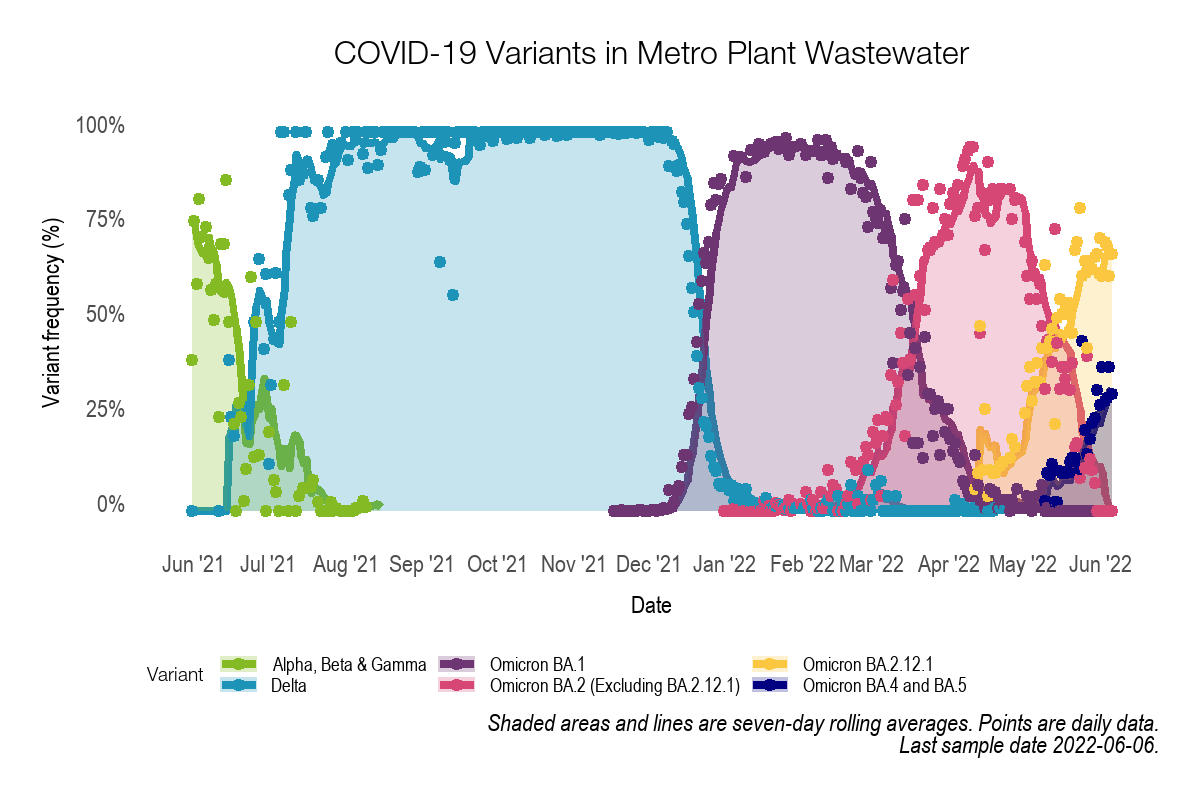 COVID-19 Variants in Metro Plant Wastewater
Variant frequency (%)
100%
75%
50%
25%
0%
Jun '21 Jul '21 Aug '21 Sep '21 Oct '21 Nov '21 Dec '21 Jan '22 Feb '22 Mar '22 Apr '22 May '22 Jun '22
Date
Variant
Alpha, Beta & Gamma Omicron BA.1 Omicron BA.2.12.1
Delta Omicron BA.2 (Excluding BA.2.12.1) Omicron BA.4 and BA.5
Shaded areas and lines are seven-day rolling averages. Points are daily data.
Last sample date 2022-06-06.